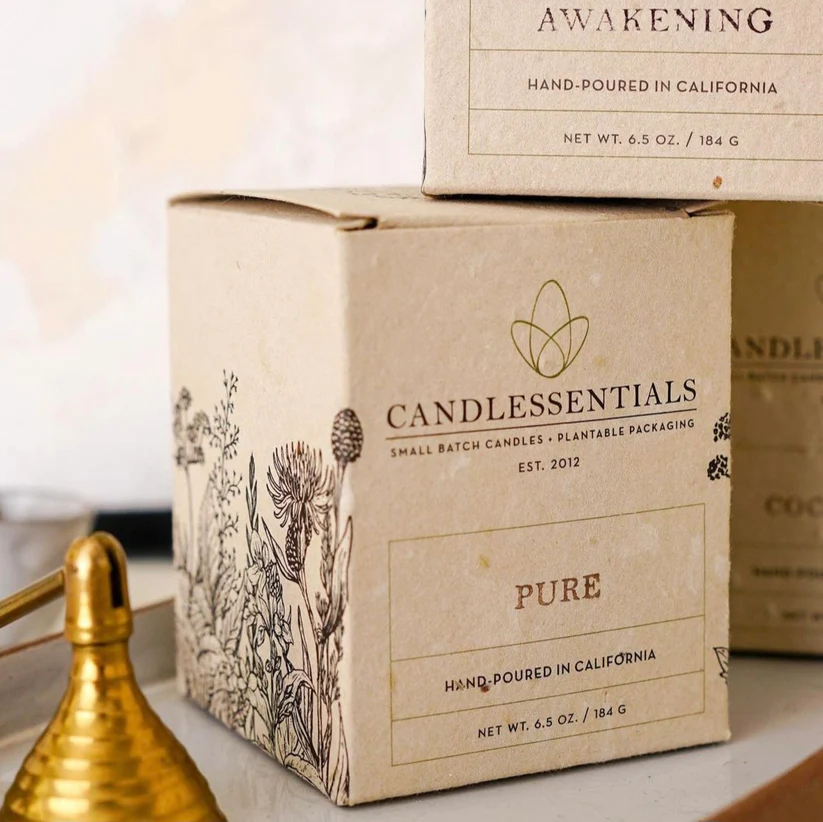 AWAKENING
HAND-POURED IN CALIFORNIA
NET WT. 6.5 OZ. / 184 G
CANDLESSENTIALS
SMALL BATCH CANDLES • PLANTABLE PACKAGING
EST. 2012
PURE
HAND-POURED IN CALIFORNIA
NET WT. 6.5 OZ. / 184 G